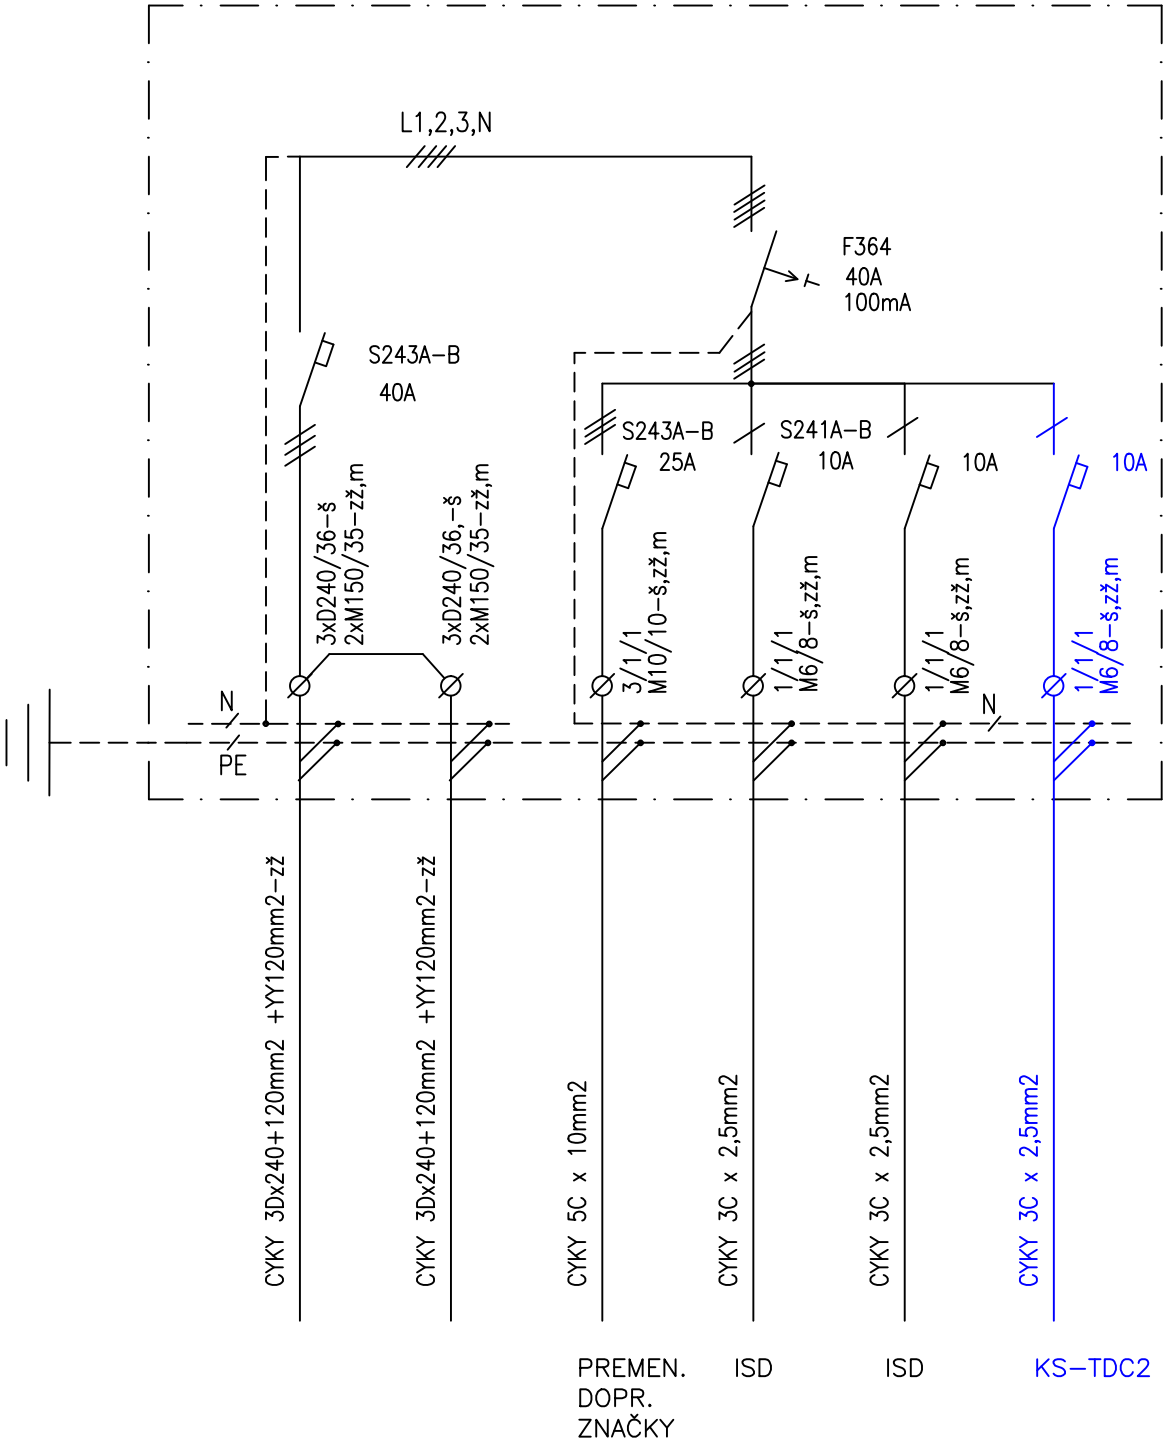 L1,2,3,N
F364
40A
100mA
S243A-B
40A
S243A-B
25A
S241A-B
10A
10A
10A
3xD240/36-š
2xM150/35-zž,m
3xD240/36,-š
2xM150/35-zž,m
3/1/1
M10/10-š,zž,m
1/1/1
M6/8-š,zž,m
1/1/1
M6/8-š,zž,m
1/1/1
M6/8-š,zž,m
N
N
PE
CYKY 3Dx240+120mm2 +YY120mm2-zž
CYKY 3Dx240+120mm2 +YY120mm2-zž
CYKY 5C x 10mm2
CYKY 3C x 2,5mm2
CYKY 3C x 2,5mm2
CYKY 3C x 2,5mm2
PREMEN.
DOPR.
ZNAČKY
ISD
ISD
KS-TDC2